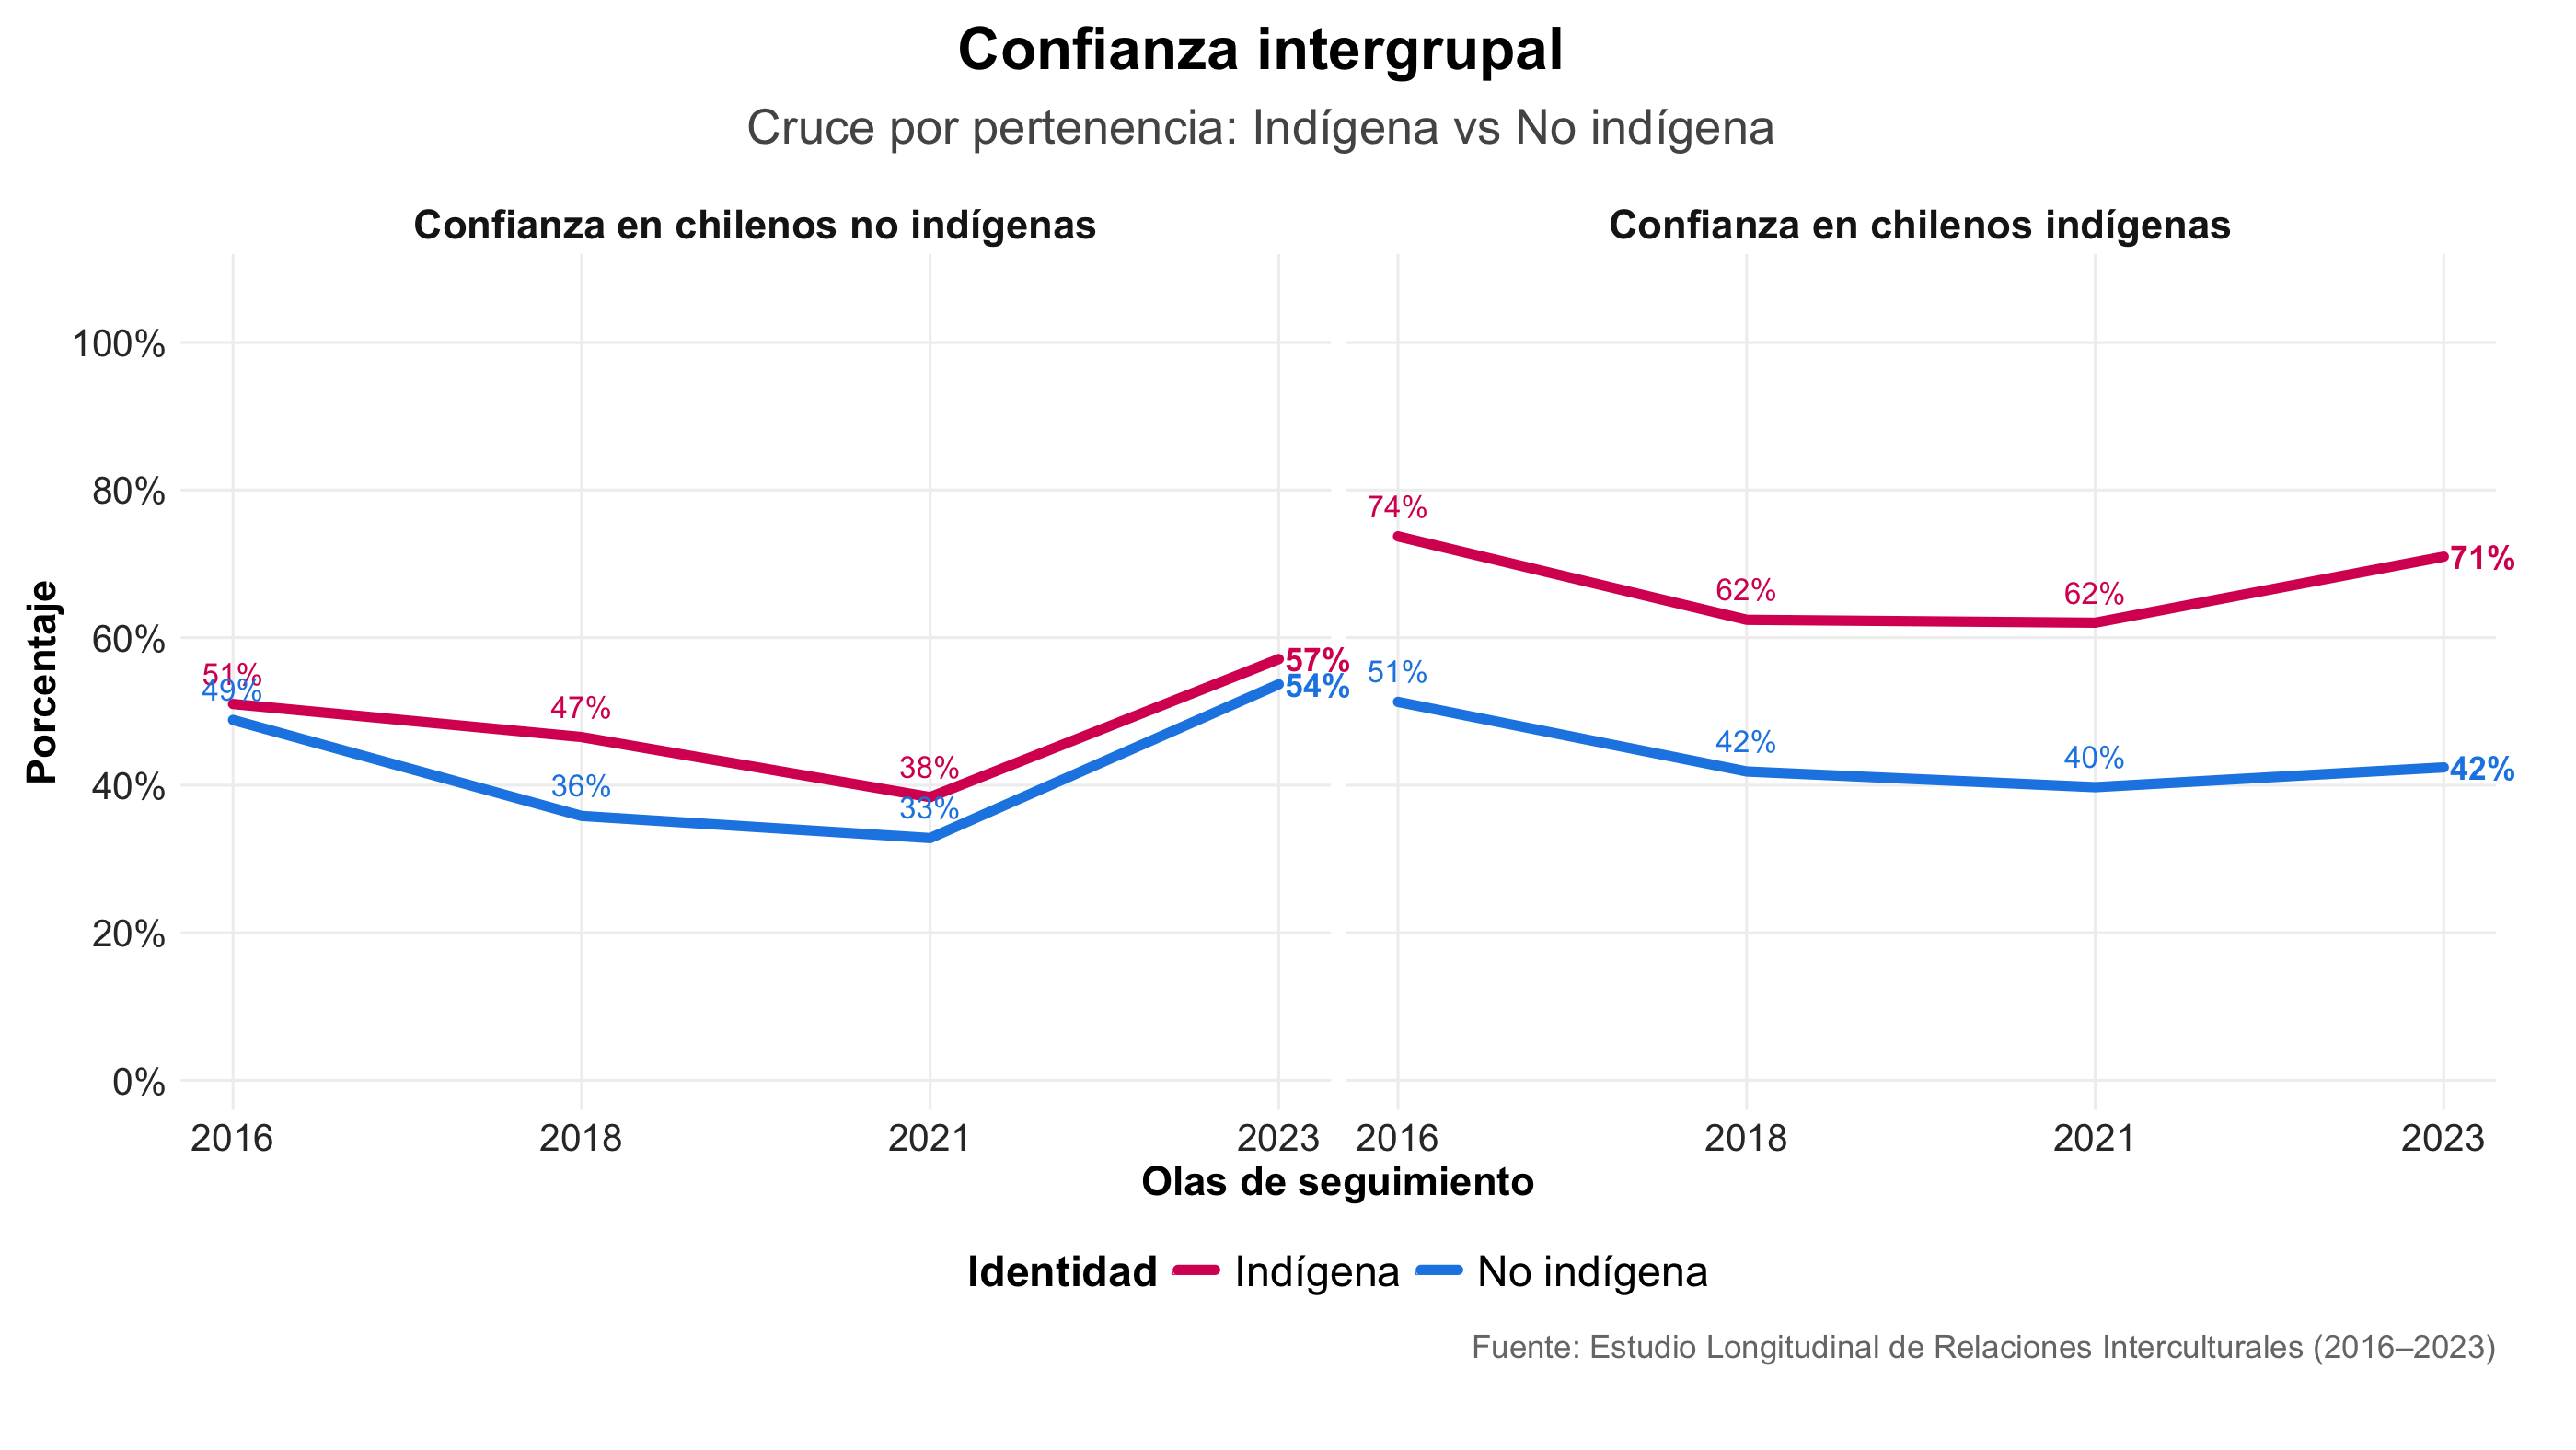 Confianza intergrupal
Cruce por pertenencia: Indígena vs No indígena
Confianza en chilenos no indígenas
Confianza en chilenos indígenas
Porcentaje
100%
80%
60%
40%
20%
0%
51%
49%
47%
36%
38%
33%
57%
54%
74%
51%
62%
42%
62%
40%
71%
42%
2016 2018 2021 2023 2016 2018 2021 2023
Olas de seguimiento
Identidad Indígena No indígena
Fuente: Estudio Longitudinal de Relaciones Interculturales (2016–2023)